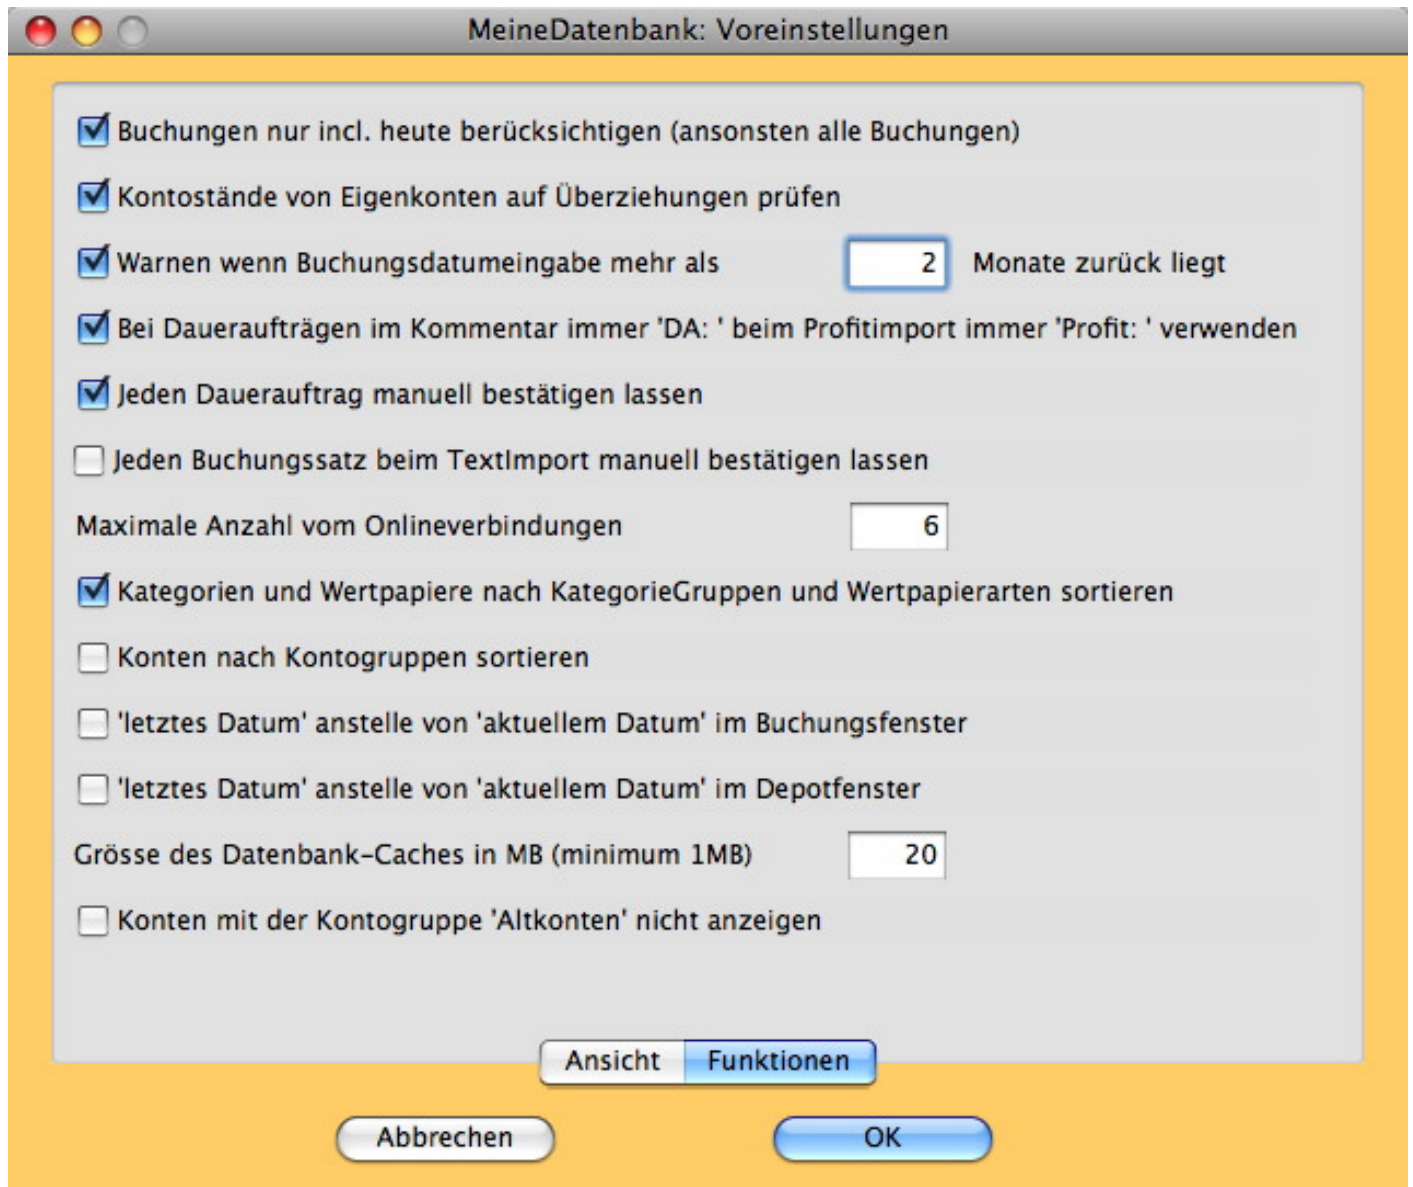 MeineDatenbank: Voreinstellungen
Buchungen nur incl. heute berücksichtigen (ansonsten alle Buchungen)
Kontostände von Eigenkonten auf Überziehungen prüfen
Warnen wenn Buchungsdatumeingabe mehr als 2 Monate zurück liegt
Bei Daueraufträgen im Kommentar immer 'DA: ' beim Profitimport immer 'Profit: ' verwenden
Jeden Dauerauftrag manuell bestätigen lassen
Jeden Buchungssatz beim TextImport manuell bestätigen lassen
Maximale Anzahl vom Onlineverbindungen 6
Kategorien und Wertpapiere nach KategorieGruppen und Wertpapierarten sortieren
Konten nach Kontogruppen sortieren
'letztes Datum' anstelle von 'aktuellem Datum' im Buchungsfenster
'letztes Datum' anstelle von 'aktuellem Datum' im Depotfenster
Grösse des Datenbank-Caches in MB (minimum 1MB) 20
Konten mit der Kontogruppe 'Altkonten' nicht anzeigen
Ansicht Funktionen
Abbrechen OK